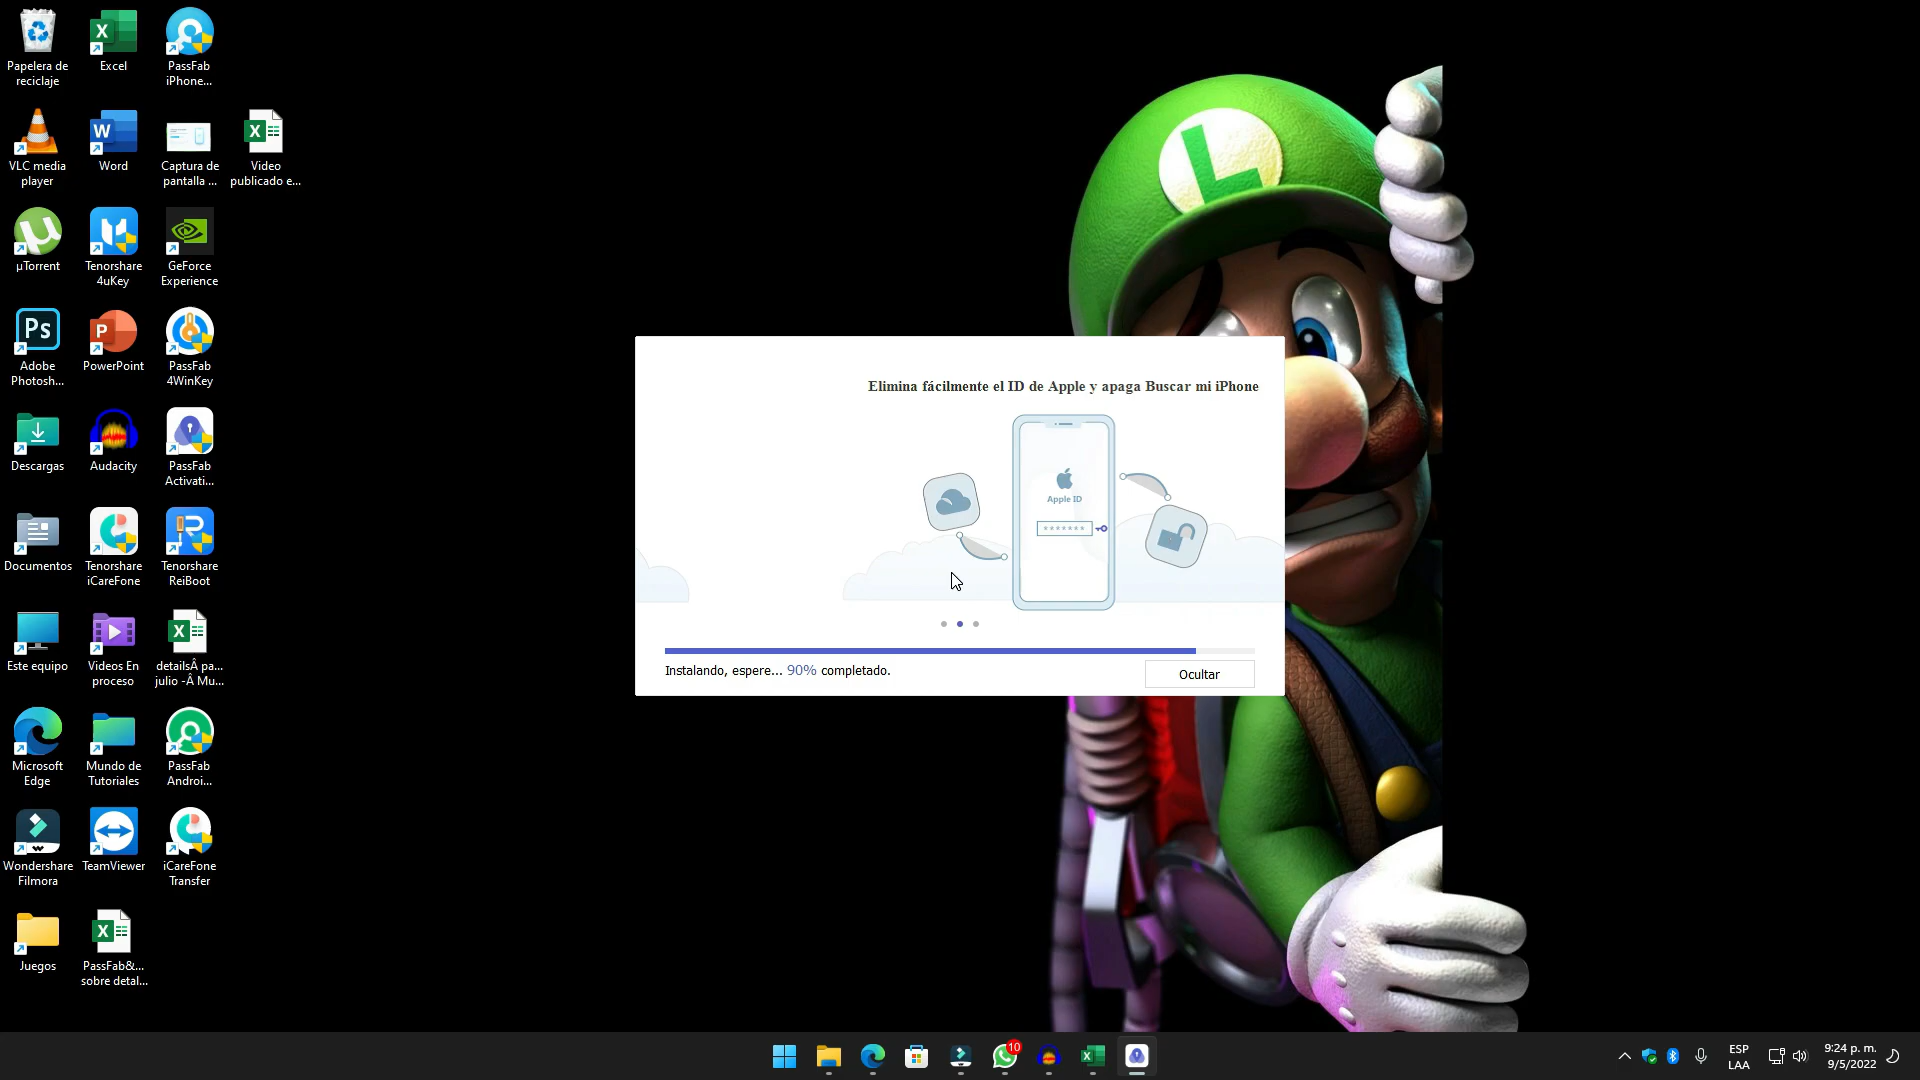 Papelera de
reciclaje
Excel
PassFab
iPhone...
VLC media
player
Word
Captura de
pantalla ...
Video
publicado e...
µTorrent
Tenorshare
4uKey
GeForce
Experience
Ps
Adobe
Photosh...
PowerPoint
PassFab
4WinKey
Descargas
Audacity
PassFab
Activati...
Documentos
Tenorshare
iCareFone
Tenorshare
ReiBoot
Este equipo
Videos En
proceso
detailsÂ pa...
julio -Â Mu...
Microsoft
Edge
Mundo de
Tutoriales
PassFab
Androi...
Wondershare
Filmora
TeamViewer
iCareFone
Transfer
Juegos
PassFab&...
sobre detal...
L
Elimina fácilmente el ID de Apple y apaga Buscar mi iPhone
Apple ID
*******
Instalando, espere... 90% completado.
Ocultar
10
ESP
LAA
9:24 p. m.
9/5/2022